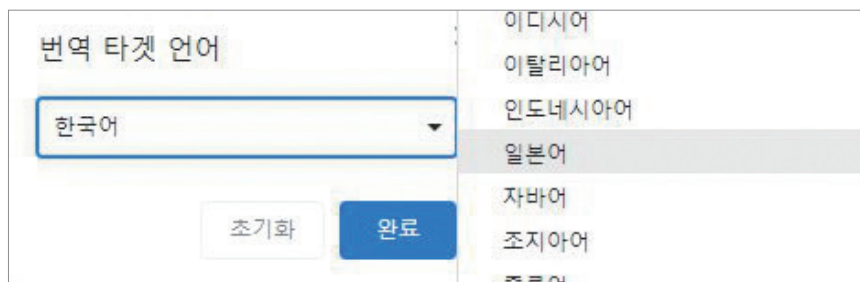 번역 타겟 언어
한국어
초기화
완료
이디시어
이탈리아어
인도네시아어
일본어
자바어
조지아어